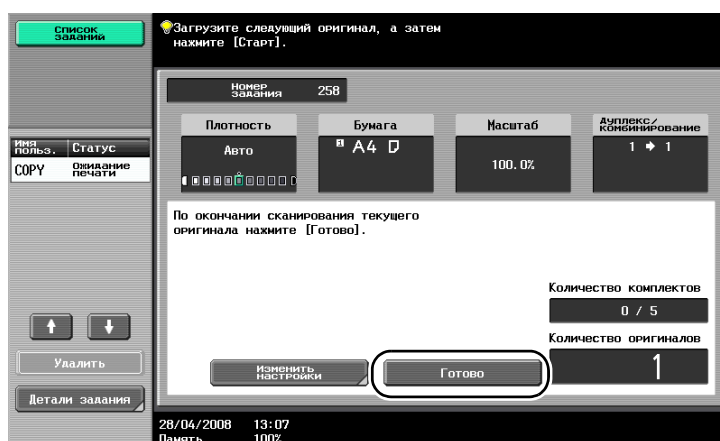 Список
заданий
Загрузите следующий оригинал, а затем
нажмите [Старт].
Номер
задания
258
Плотность
Бумага
Масштаб
Дуплекс/
комбинирование
Авто
1 A4
100.0%
1 → 1
Имя
польз.
Статус
COPY
Ожидание
печати
По окончании сканирования текущего
оригинала нажмите [Готово].
Количество комплектов
0 / 5
Количество оригиналов
1
Удалить
Изменить
настройки
Готово
Детали задания
28/04/2008 13:07
Память 100%